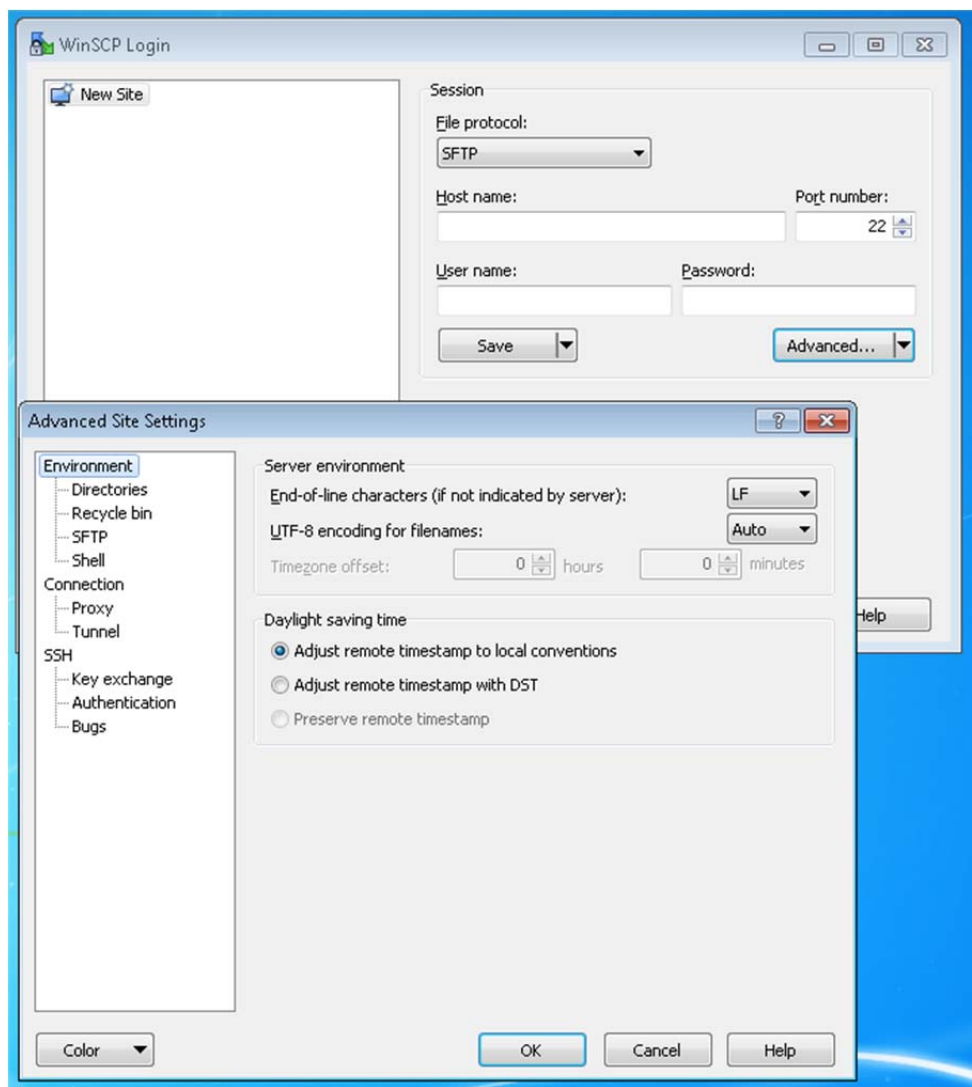 WinSCP Login
New Site
Session
File protocol:
SFTP
Host name:
Port number:
22
User name:
Password:
Save
Advanced...
Help
Advanced Site Settings
Environment
Directories
Recycle bin
SFTP
Shell
Connection
Proxy
Tunnel
SSH
Key exchange
Authentication
Bugs
Server environment
End-of-line characters (if not indicated by server): LF
UTF-8 encoding for filenames: Auto
Timezone offset: 0 hours 0 minutes
Daylight saving time
Adjust remote timestamp to local conventions
Adjust remote timestamp with DST
Preserve remote timestamp
Color
OK
Cancel
Help